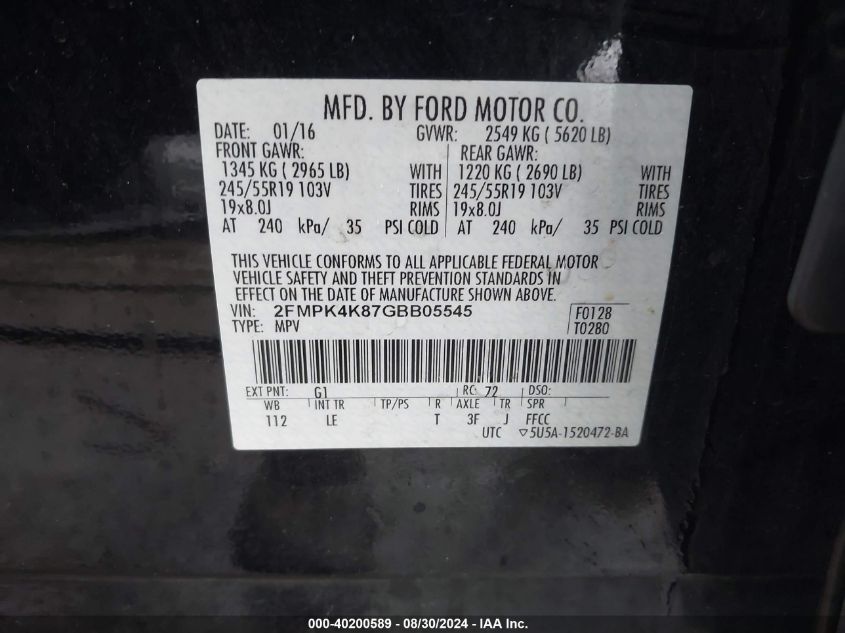 MFD. BY FORD MOTOR CO.
DATE: 01/16 GVWR: 2549 KG ( 5620 LB)
FRONT GAWR: REAR GAWR:
1345 KG ( 2965 LB) WITH 1220 KG ( 2690 LB) WITH
245/55R19 103V TIRES 245/55R19 103V TIRES
19x8.0J RIMS 19x8.0J RIMS
AT 240 kPa/ 35 PSI COLD AT 240 kPa/ 35 PSI COLD
THIS VEHICLE CONFORMS TO ALL APPLICABLE FEDERAL MOTOR
VEHICLE SAFETY AND THEFT PREVENTION STANDARDS IN
EFFECT ON THE DATE OF MANUFACTURE SHOWN ABOVE.
VIN: 2FMPK4K87GBB05545 F0128
TYPE: MPV T0280
EXT PNT: G1 RC: 72 DSO:
WB INT TR TP/PS R AXLE TR SPR
112 LE T 3F J FFCC
UTC ▽5U5A-1520472-BA
000-40200589 - 08/30/2024 - IAA Inc.